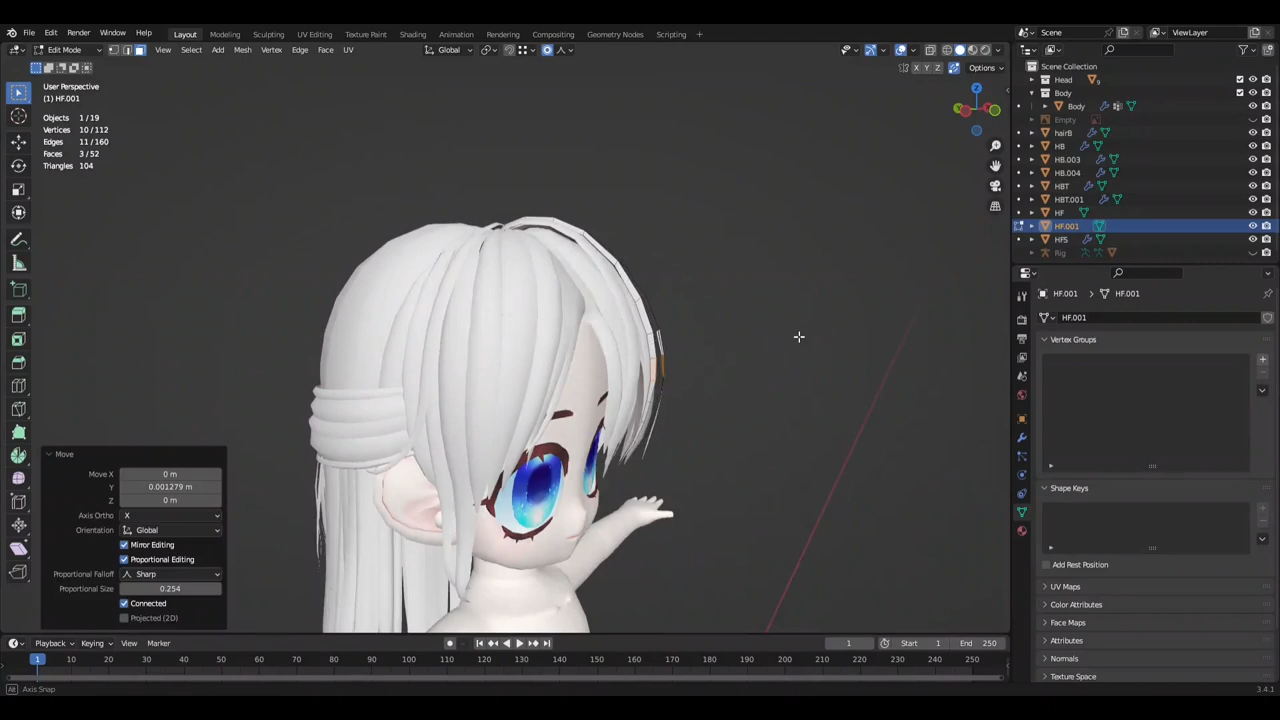 File Edit Render Window Help Layout Modeling Sculpting UV Editing Texture Paint Shading Animation Rendering Compositing Geometry Nodes Scripting Scene ViewLayer
Edit Mode View Select Add Mesh Vertex Edge Face UV Global
X Y Z Options
User Perspective
(1) HF.001
Objects 1 / 19
Vertices 10 / 112
Edges 11 / 160
Faces 3 / 52
Triangles 104
Z
Scene Collection
Head 9
Body
Body
Empty
hairB
HB
HB.003
HB.004
HBT
HBT.001
HF
HF.001
HFS
Rig
HF.001 HF.001
HF.001
Vertex Groups
Shape Keys
Add Rest Position
UV Maps
Color Attributes
Face Maps
Attributes
Normals
Texture Space
Move
Move X 0 m
Y 0.001279 m
Z 0 m
Axis Ortho X
Orientation Global
Mirror Editing
Proportional Editing
Proportional Falloff Sharp
Proportional Size 0.254
Connected
Projected (2D)
Playback Keying View Marker 1 Start 1 End 250
1 10 20 30 40 50 60 70 80 90 100 110 120 130 140 150 160 170 180 190 200 210 220 230 240 250
Alt Axis Snap 3.4.1